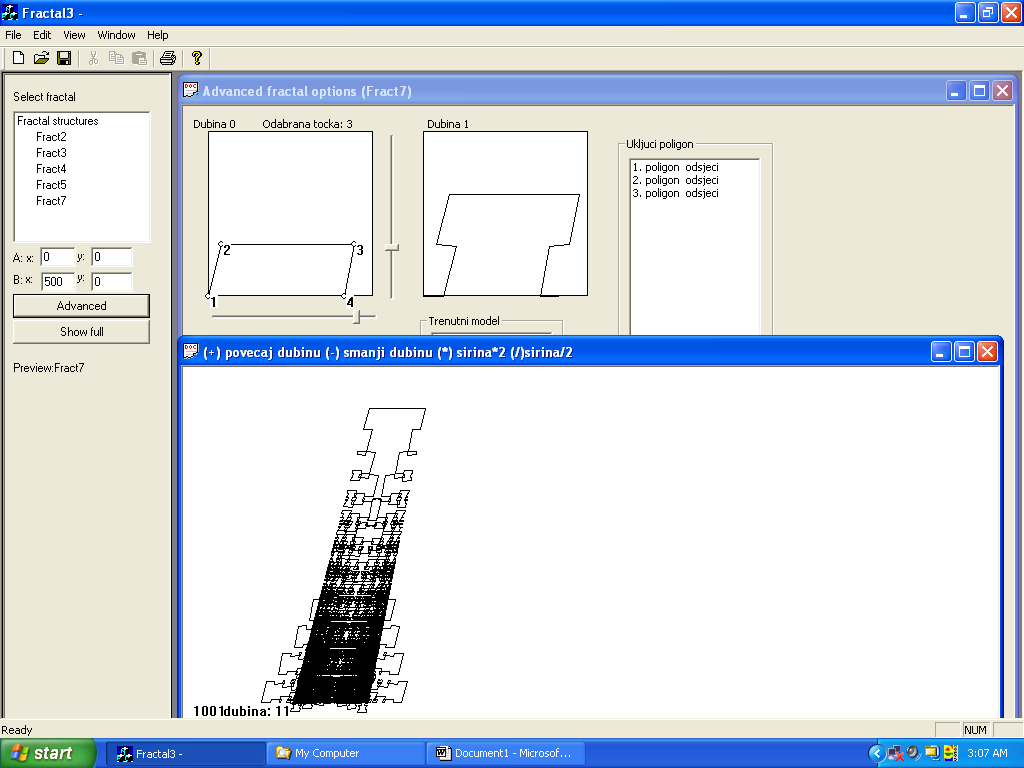 Fractal3 -
File Edit View Window Help
Select fractal
Fractal structures
Fract2
Fract3
Fract4
Fract5
Fract7
A: x: 0 y: 0
B: x: 500 y: 0
Advanced
Show full
Preview:Fract7
Advanced fractal options (Fract7)
Dubina 0 Odabrana tocka: 3 Dubina 1
2
3
1
4
Ukljuci poligon
1. poligon odsjeci
2. poligon odsjeci
3. poligon odsjeci
Trenutni model
(+) povecaj dubinu (-) smanji dubinu (*) sirina*2 (/)sirina/2
1001dubina: 11
Ready NUM
start Fractal3 - My Computer Document1 - Microsof... 3:07 AM